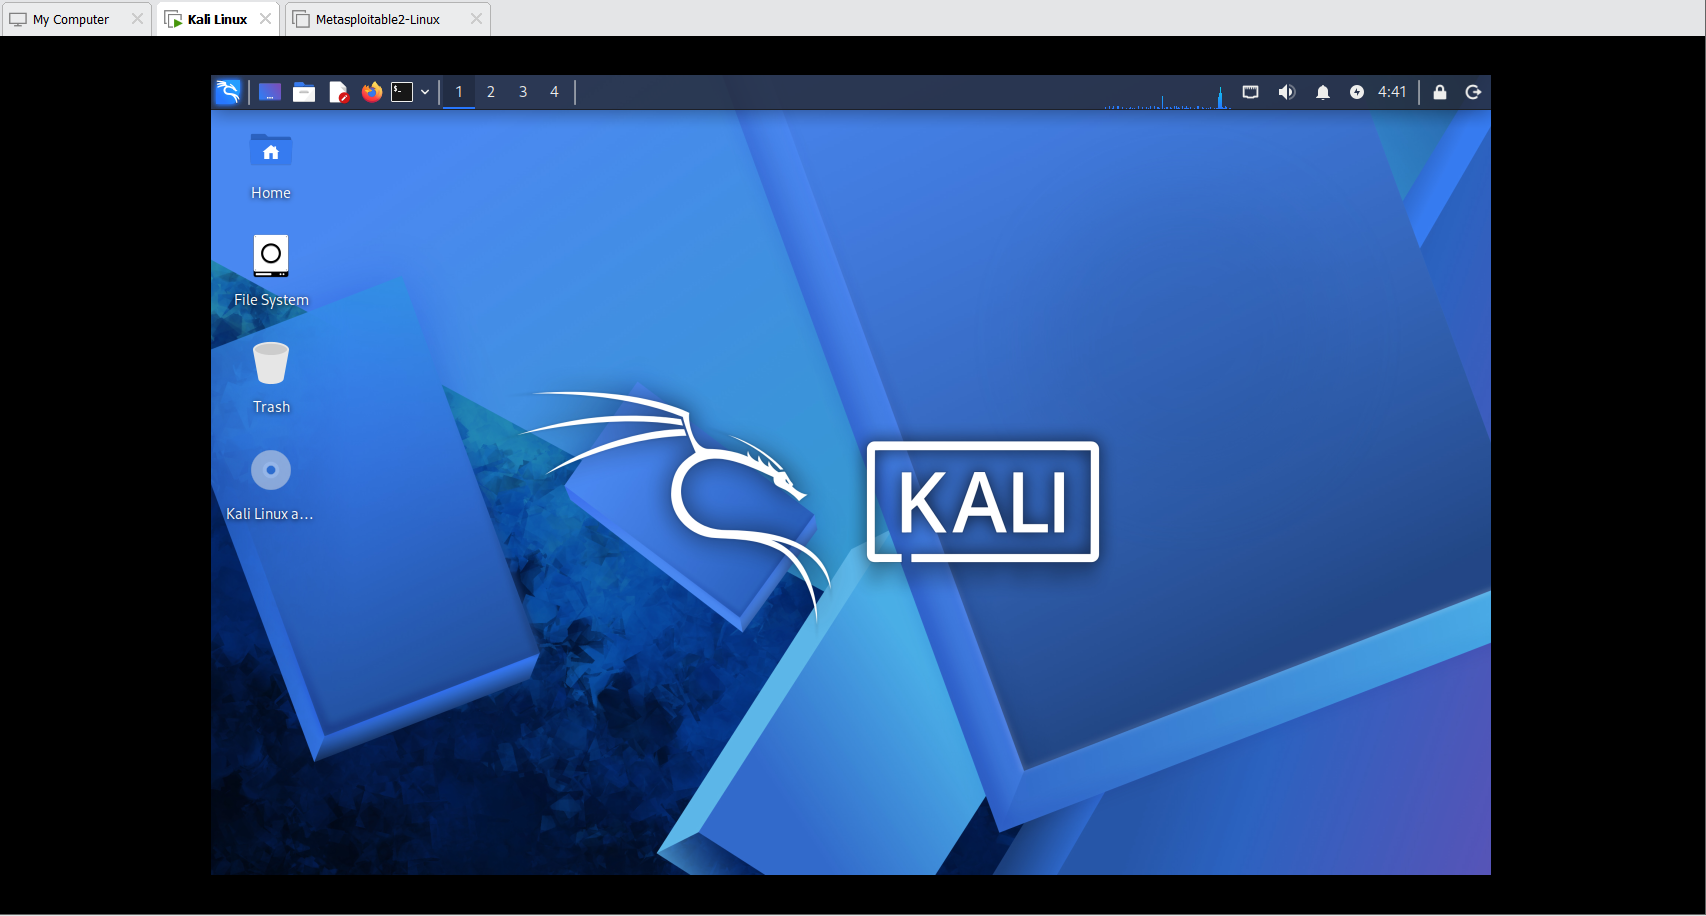 My Computer
Kali Linux
Metasploitable2-Linux
$-
1 2 3 4
4:41
Home
File System
Trash
Kali Linux a...
KALI